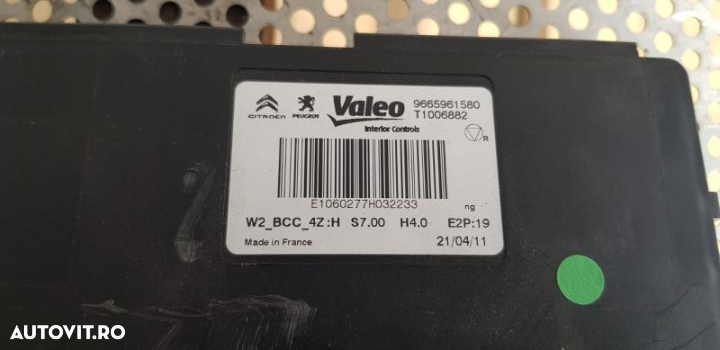 CITROËN PEUGEOT Valeo 9665961580
T1006882
Interior Controls
R
E1060277H032233
ng
W2_BCC_4Z:H S7.00 H4.0 E2P:19
Made in France 21/04/11
AUTOVIT.RO